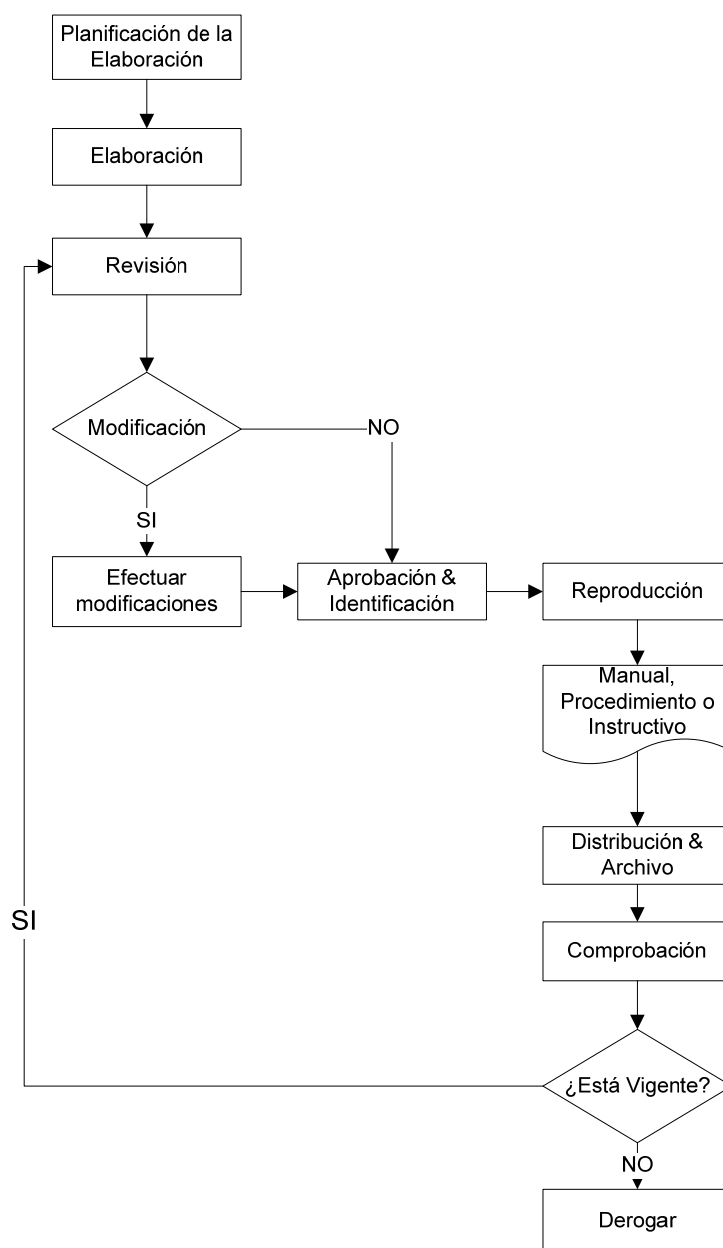 Planificación de la
Elaboración
Elaboración
Revisión
Modificación
NO
SI
Efectuar
modificaciones
Aprobación &
Identificación
Reproducción
Manual,
Procedimiento o
Instructivo
Distribución &
Archivo
SI
Comprobación
¿Está Vigente?
NO
Derogar